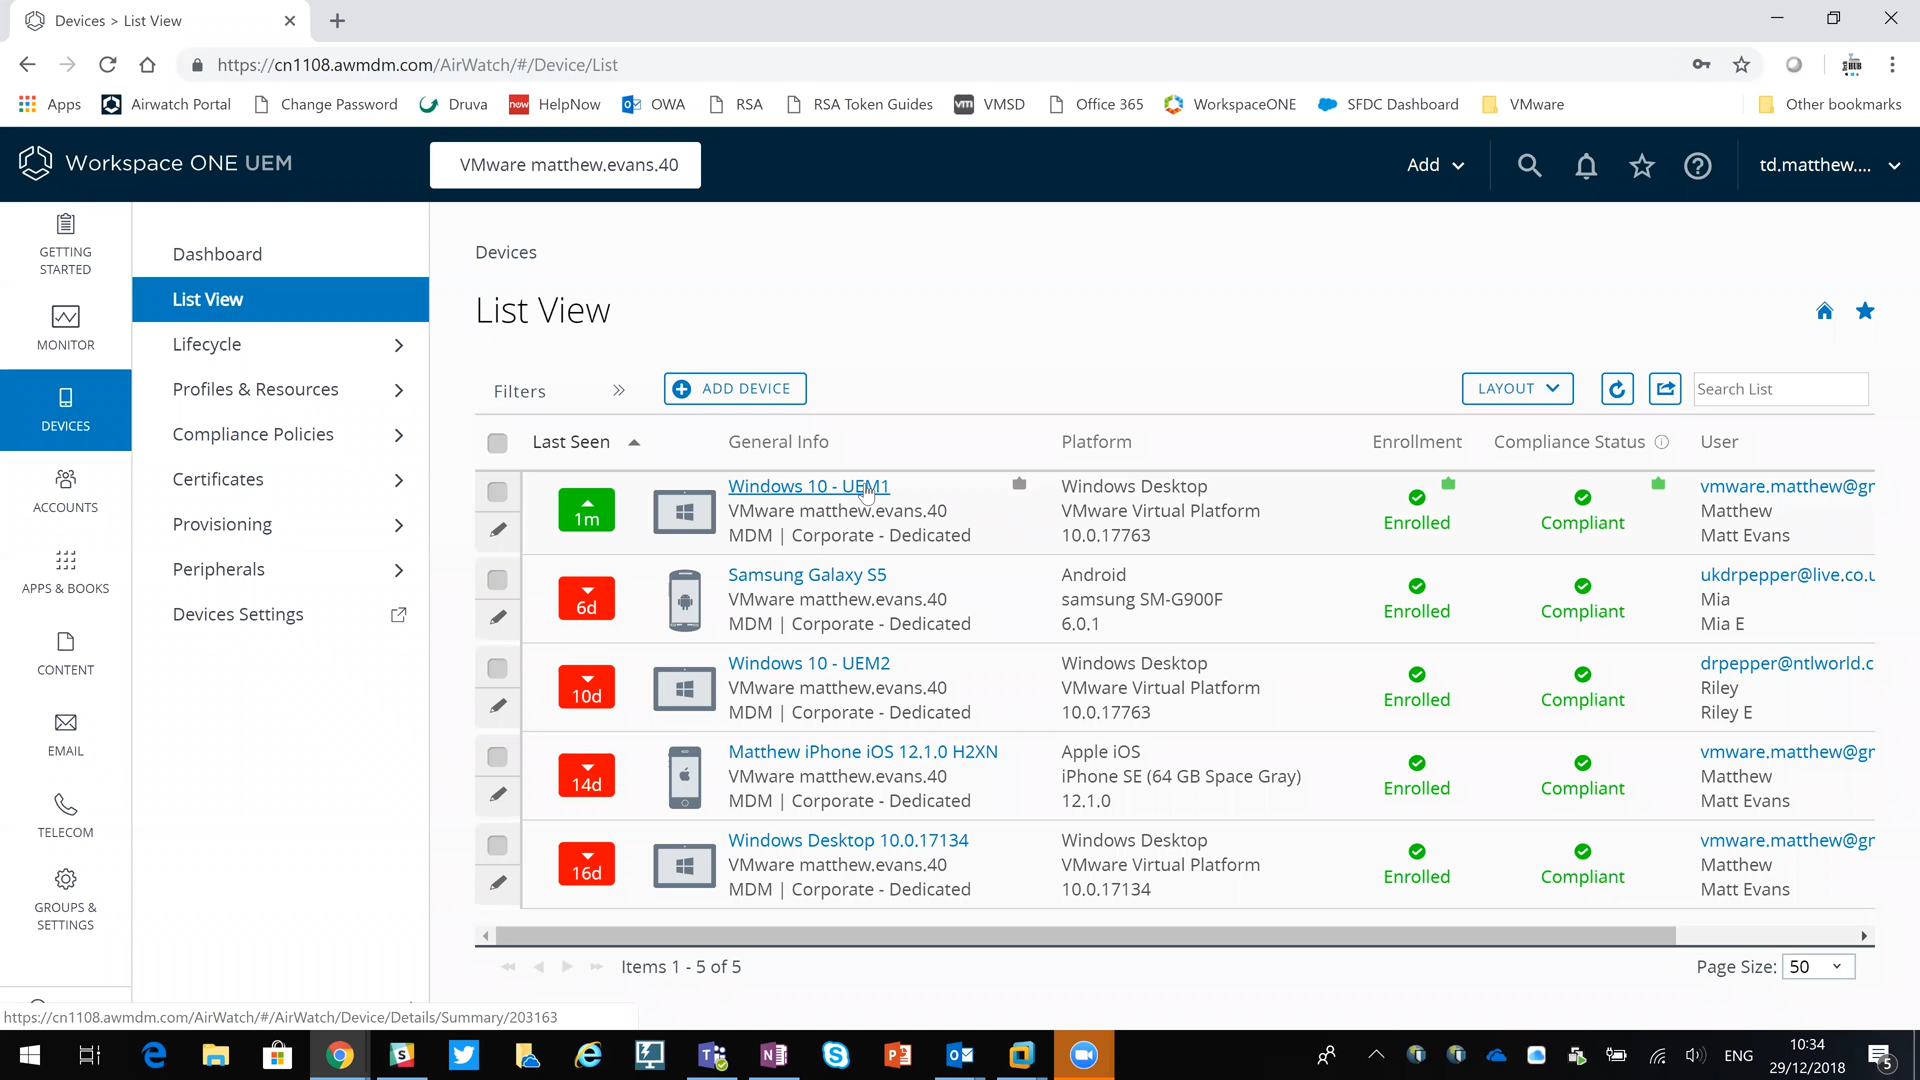 Devices > List View
https://cn1108.awmdm.com/AirWatch/#/Device/List
Apps
Airwatch Portal
Change Password
Druva
new
HelpNow
OWA
RSA
RSA Token Guides
vm
VMSD
Office 365
WorkspaceONE
SFDC Dashboard
VMware
Other bookmarks
Workspace ONE UEM
VMware matthew.evans.40
Add
td.matthew....
GETTING
STARTED
MONITOR
DEVICES
ACCOUNTS
APPS & BOOKS
CONTENT
EMAIL
TELECOM
GROUPS &
SETTINGS
Dashboard
List View
Lifecycle
Profiles & Resources
Compliance Policies
Certificates
Provisioning
Peripherals
Devices Settings
Devices
List View
Filters
ADD DEVICE
LAYOUT
Search List
Last Seen
General Info
Platform
Enrollment
Compliance Status
User
1m
Windows 10 - UEM1
VMware matthew.evans.40
MDM | Corporate - Dedicated
Windows Desktop
VMware Virtual Platform
10.0.17763
Enrolled
Compliant
vmware.matthew@gr
Matthew
Matt Evans
6d
Samsung Galaxy S5
VMware matthew.evans.40
MDM | Corporate - Dedicated
Android
samsung SM-G900F
6.0.1
Enrolled
Compliant
ukdrpepper@live.co.u
Mia
Mia E
10d
Windows 10 - UEM2
VMware matthew.evans.40
MDM | Corporate - Dedicated
Windows Desktop
VMware Virtual Platform
10.0.17763
Enrolled
Compliant
drpepper@ntlworld.c
Riley
Riley E
14d
Matthew iPhone iOS 12.1.0 H2XN
VMware matthew.evans.40
MDM | Corporate - Dedicated
Apple iOS
iPhone SE (64 GB Space Gray)
12.1.0
Enrolled
Compliant
vmware.matthew@gr
Matthew
Matt Evans
16d
Windows Desktop 10.0.17134
VMware matthew.evans.40
MDM | Corporate - Dedicated
Windows Desktop
VMware Virtual Platform
10.0.17134
Enrolled
Compliant
vmware.matthew@gr
Matthew
Matt Evans
Items 1 - 5 of 5
Page Size: 50
https://cn1108.awmdm.com/AirWatch/#/AirWatch/Device/Details/Summary/203163
ENG
10:34
29/12/2018
5